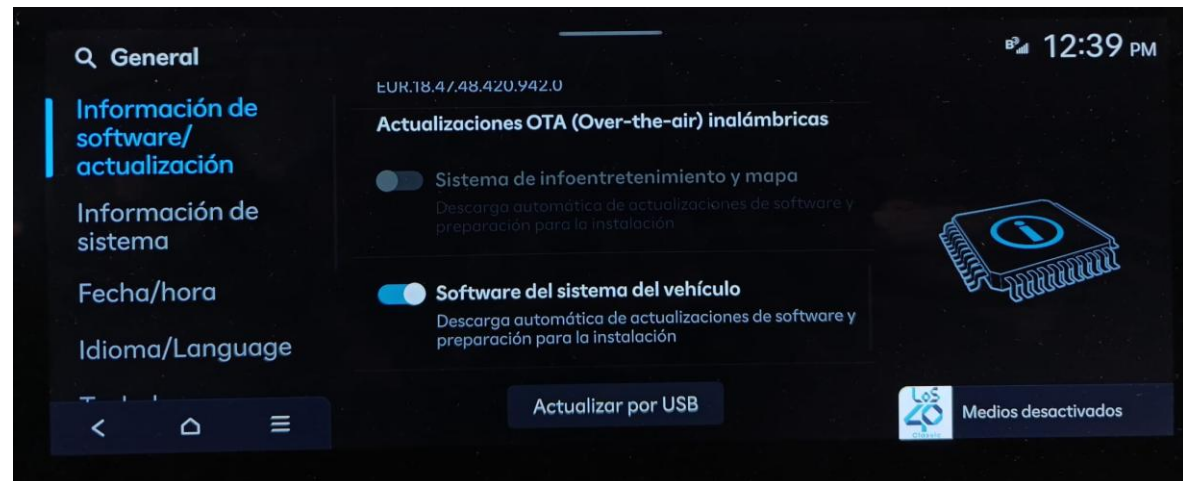 General
12:39 PM
Información de
software/
actualización
Información de
sistema
Fecha/hora
Idioma/Language
EUR.18.47.48.420.942.0
Actualizaciones OTA (Over-the-air) inalámbricas
Sistema de infoentretenimiento y mapa
Descarga automática de actualizaciones de software y
preparación para la instalación
Software del sistema del vehículo
Descarga automática de actualizaciones de software y
preparación para la instalación
Actualizar por USB
LOS
40
Classic
Medios desactivados